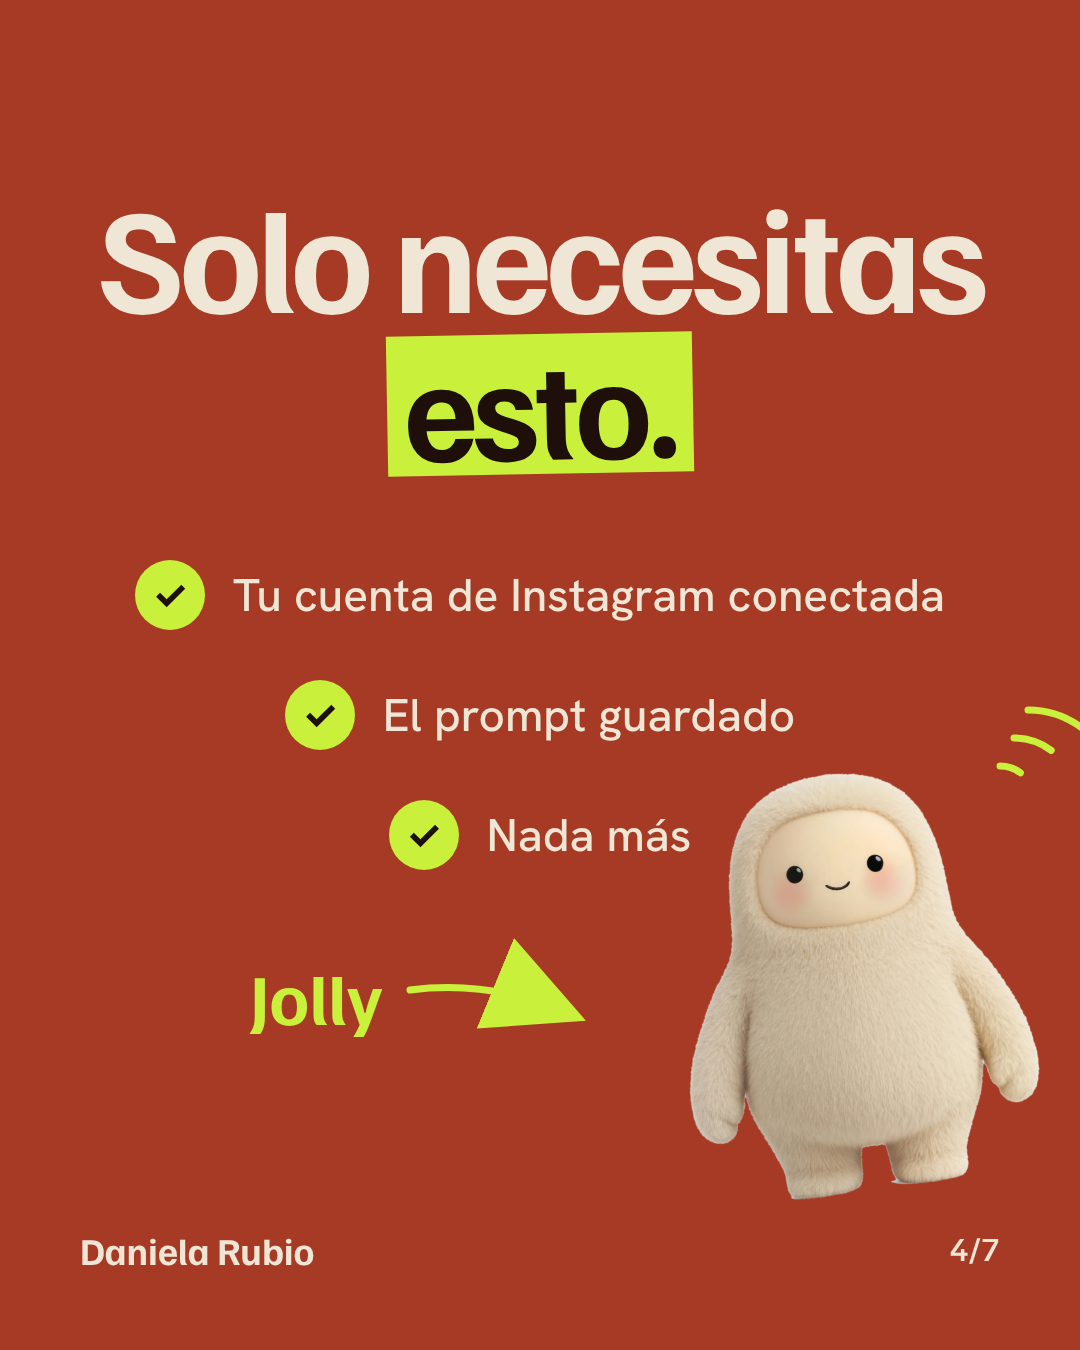 Solo necesitas
esto.
Tu cuenta de Instagram conectada
El prompt guardado
Nada más
Jolly
Daniela Rubio
4/7